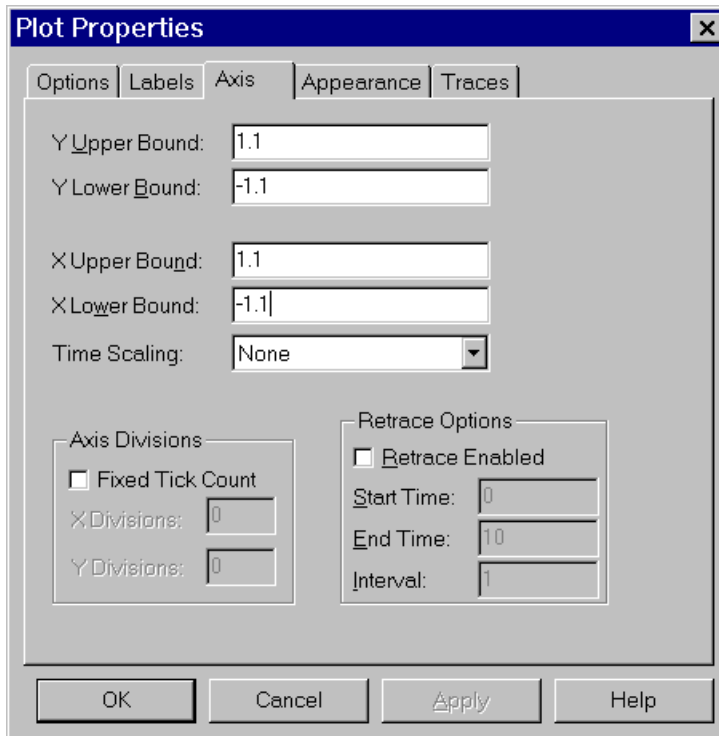 Plot Properties
Options Labels Axis Appearance Traces
Y Upper Bound: 1.1
Y Lower Bound: -1.1
X Upper Bound: 1.1
X Lower Bound: -1.1
Time Scaling: None
Axis Divisions
Fixed Tick Count
X Divisions: 0
Y Divisions: 0
Retrace Options
Retrace Enabled
Start Time: 0
End Time: 10
Interval: 1
OK Cancel Apply Help